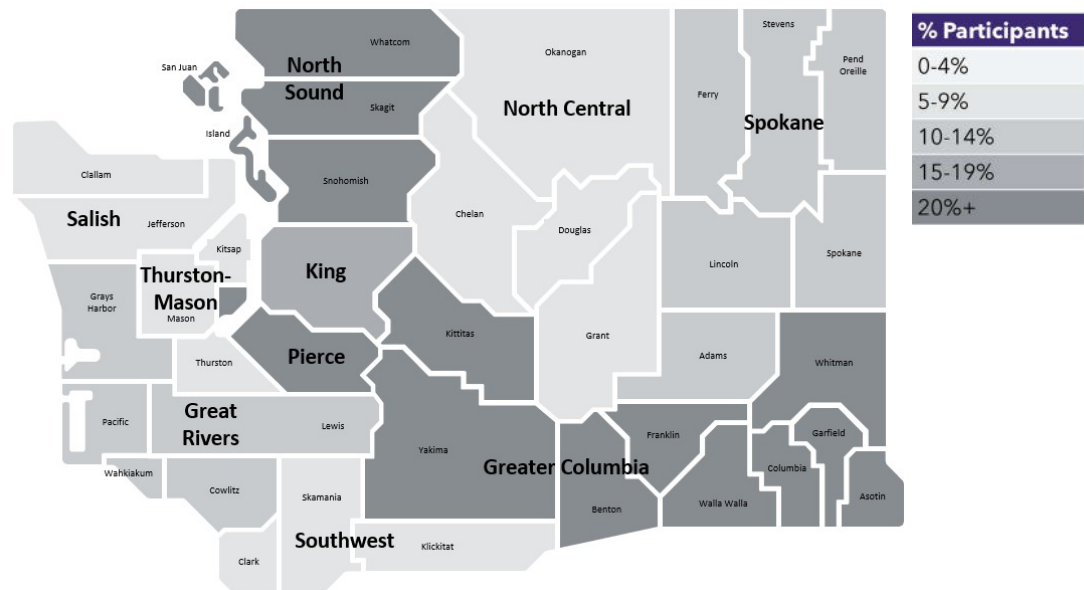 % Participants
0-4%
5-9%
10-14%
15-19%
20%+
Whatcom
San Juan
North
Sound
Skagit
Island
Snohomish
Okanogan
North Central
Ferry
Stevens
Pend
Oreille
Spokane
Clallam
Salish
Jefferson
Kitsap
Chelan
Douglas
Lincoln
Spokane
King
Thurston-
Mason
Mason
Grays
Harbor
Kittitas
Grant
Adams
Whitman
Pierce
Thurston
Great
Rivers
Pacific
Lewis
Yakima
Greater Columbia
Franklin
Garfield
Columbia
Asotin
Walla Walla
Benton
Wahkiakum
Cowlitz
Skamania
Southwest
Klickitat
Clark